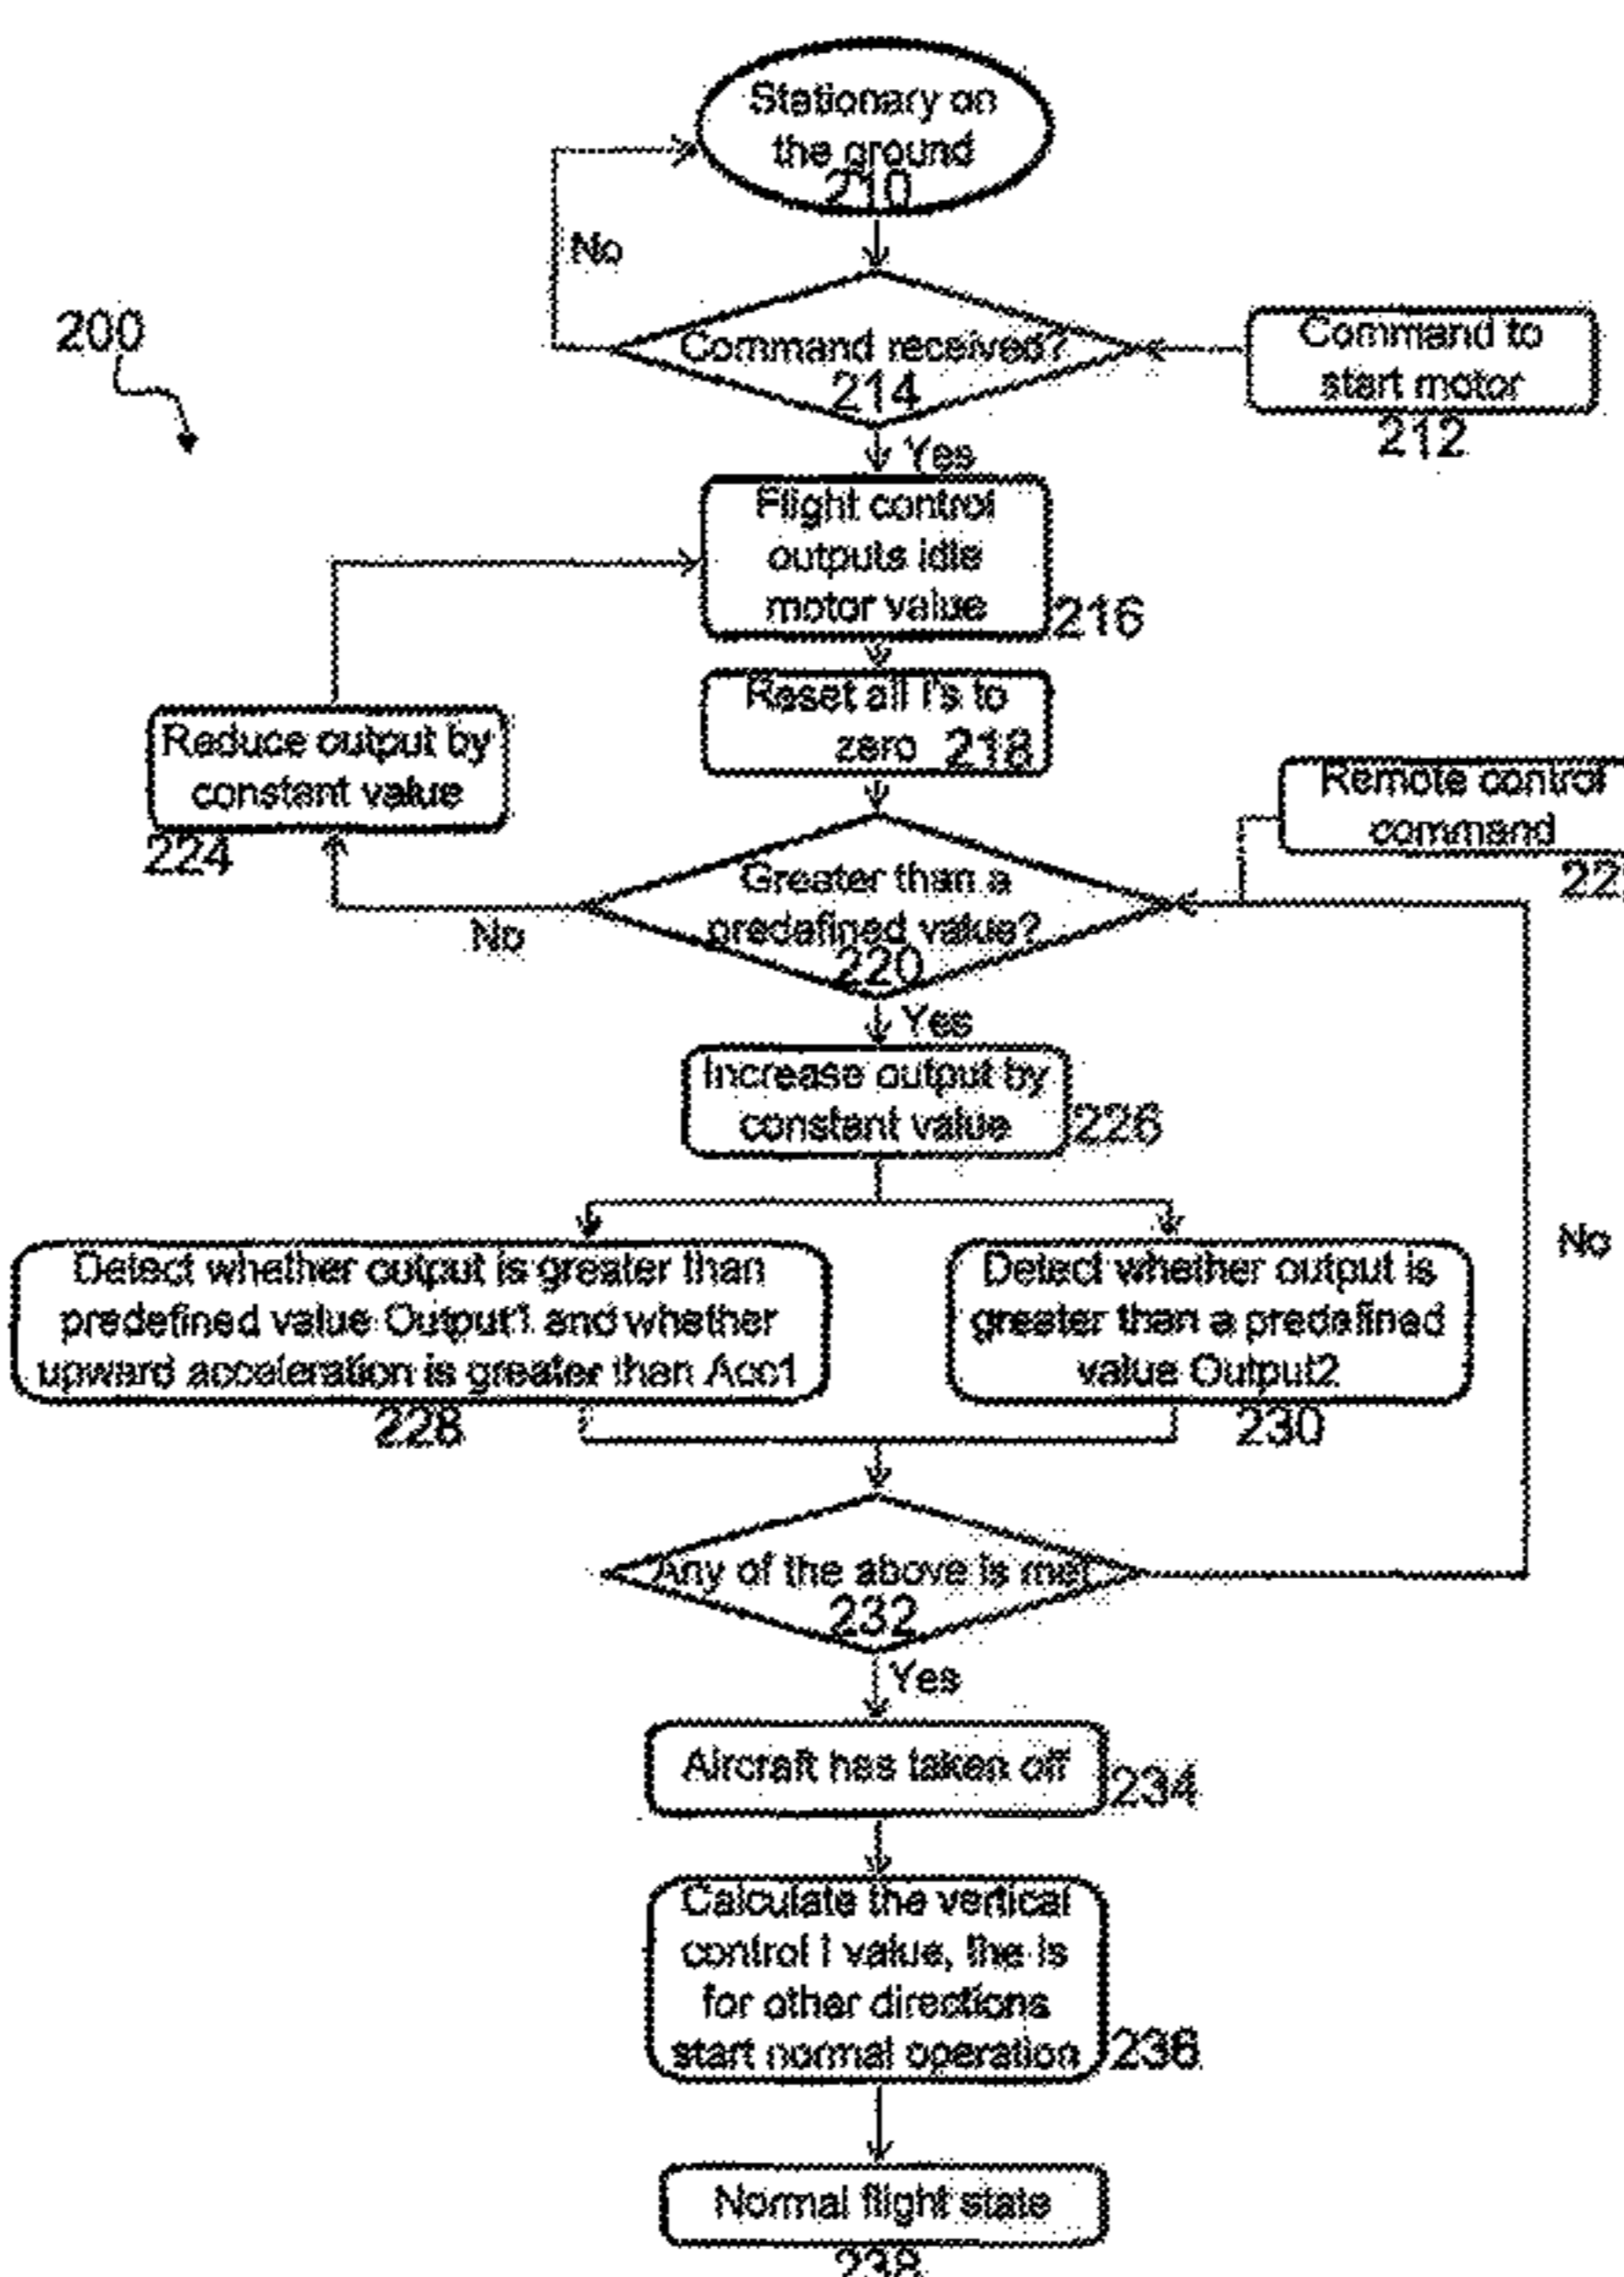 Stationary on
the ground
210
No
200
Command received?
214
Command to
start motor
212
Yes
Flight control
outputs idle
motor value
216
Reset all I's to
zero 218
Reduce output by
constant value
224
Remote control
command
Greater than a
predefined value?
220
No
Yes
Increase output by
constant value
226
Detect whether output is greater than
predefined value Output1 and whether
upward acceleration is greater than Acc1
228
Detect whether output is
greater than a predefined
value Output2
230
No
Any of the above is met
232
Yes
Aircraft has taken off
234
Calculate the vertical
control I value, the Is
for other directions
start normal operation
236
Normal flight state
238